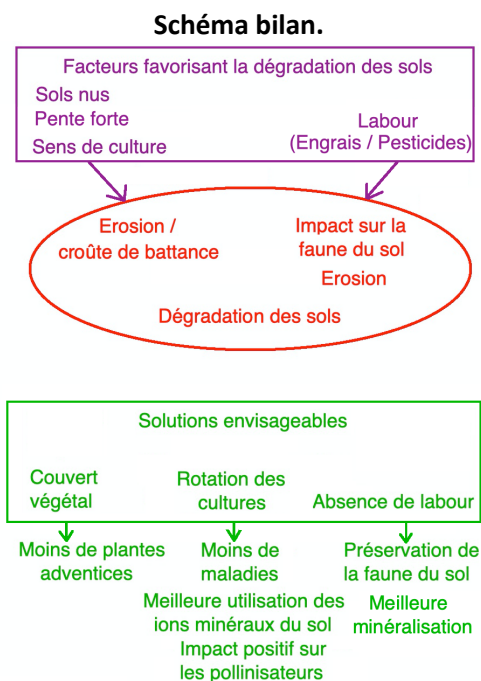 Schéma bilan.
Facteurs favorisant la dégradation des sols
Sols nus
Pente forte
Sens de culture
Labour
(Engrais / Pesticides)
Erosion /
croûte de battance
Impact sur la
faune du sol
Erosion
Dégradation des sols
Solutions envisageables
Couvert
végétal
Rotation des
cultures
Absence de labour
Moins de plantes
adventices
Moins de
maladies
Meilleure utilisation des
ions minéraux du sol
Impact positif sur
les pollinisateurs
Préservation de
la faune du sol
Meilleure
minéralisation